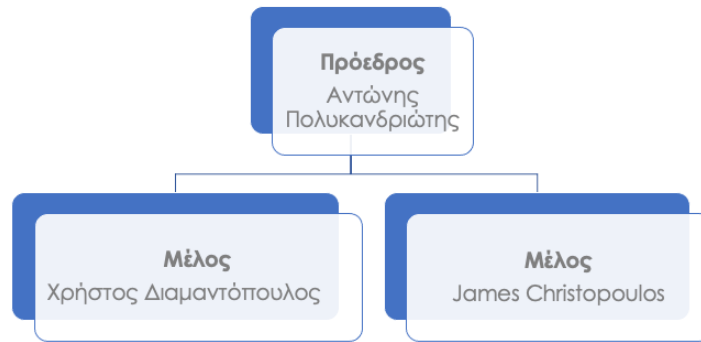 Πρόεδρος
Αντώνης
Πολυκανδριώτης
Μέλος
Χρήστος Διαμαντόπουλος
Μέλος
James Christopoulos